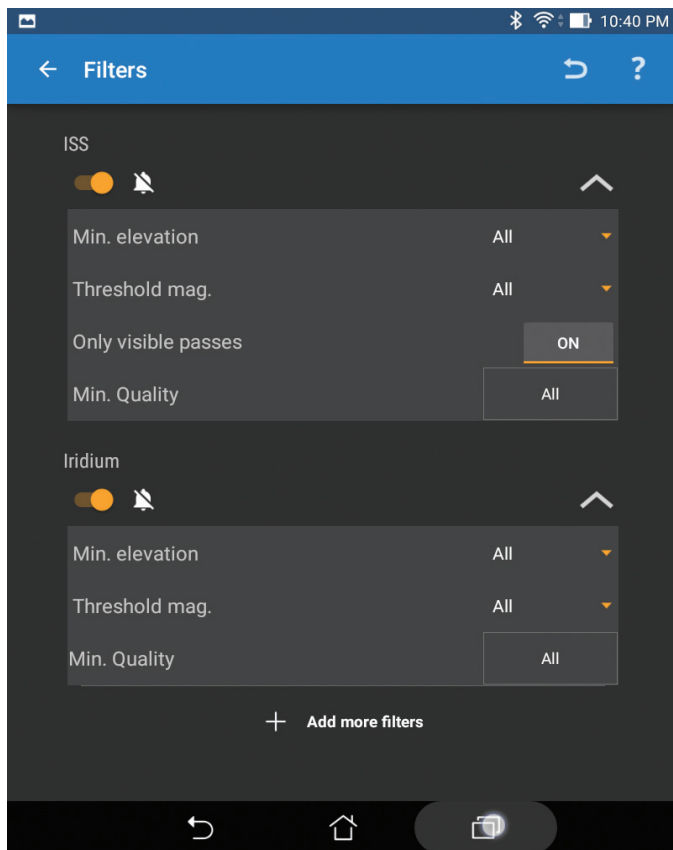 10:40 PM
Filters ?
ISS
Min. elevation All
Threshold mag. All
Only visible passes ON
Min. Quality All
Iridium
Min. elevation All
Threshold mag. All
Min. Quality All
Add more filters